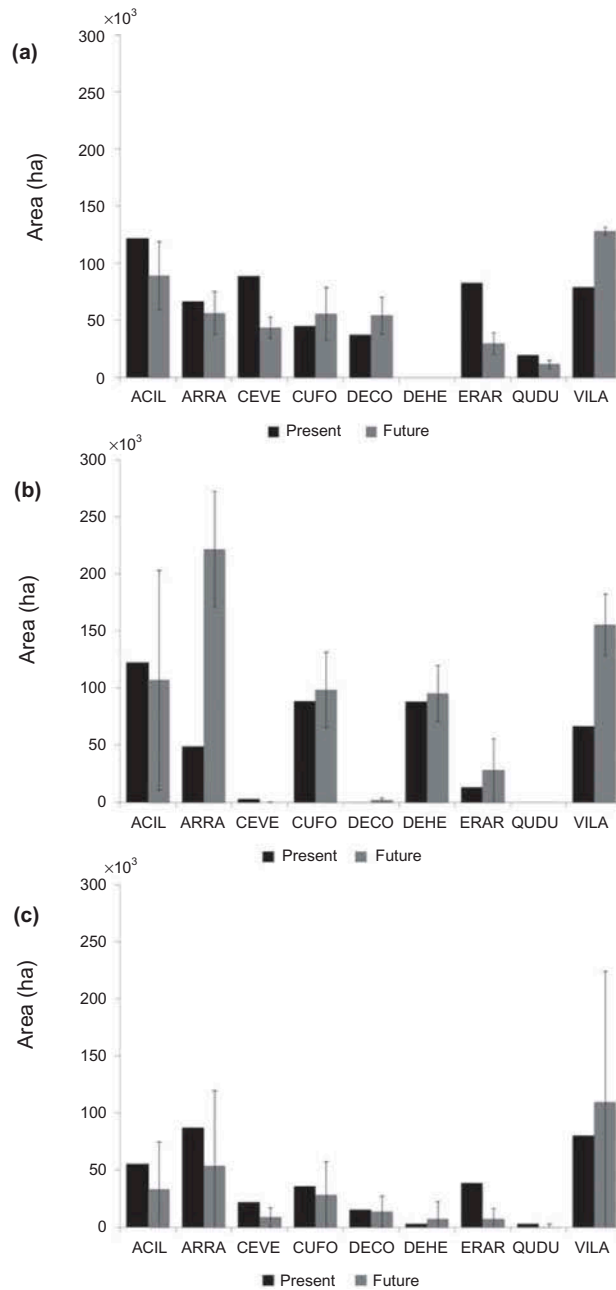 ×10³
(a)
300
250
200
150
100
50
0
Area (ha)
ACIL ARRA CEVE CUFO DECO DEHE ERAR QUDU VILA
Present Future
×10³
(b)
300
250
200
150
100
50
0
Area (ha)
ACIL ARRA CEVE CUFO DECO DEHE ERAR QUDU VILA
Present Future
×10³
(c)
300
250
200
150
100
50
0
Area (ha)
ACIL ARRA CEVE CUFO DECO DEHE ERAR QUDU VILA
Present Future